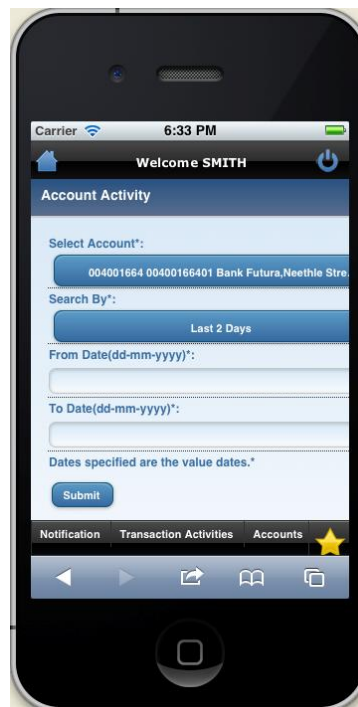 Carrier 6:33 PM
Welcome SMITH
Account Activity
Select Account*:
004001664 00400166401 Bank Futura,Neethle Stre.
Search By*:
Last 2 Days
From Date(dd-mm-yyyy)*:
To Date(dd-mm-yyyy)*:
Dates specified are the value dates.*
Submit
Notification Transaction Activities Accounts